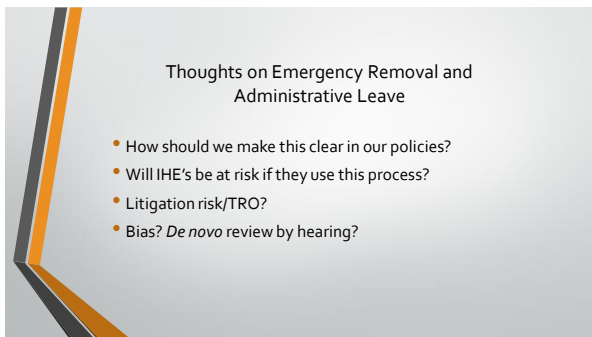 Thoughts on Emergency Removal and
Administrative Leave
• How should we make this clear in our policies?
• Will IHE's be at risk if they use this process?
• Litigation risk/TRO?
• Bias? De novo review by hearing?